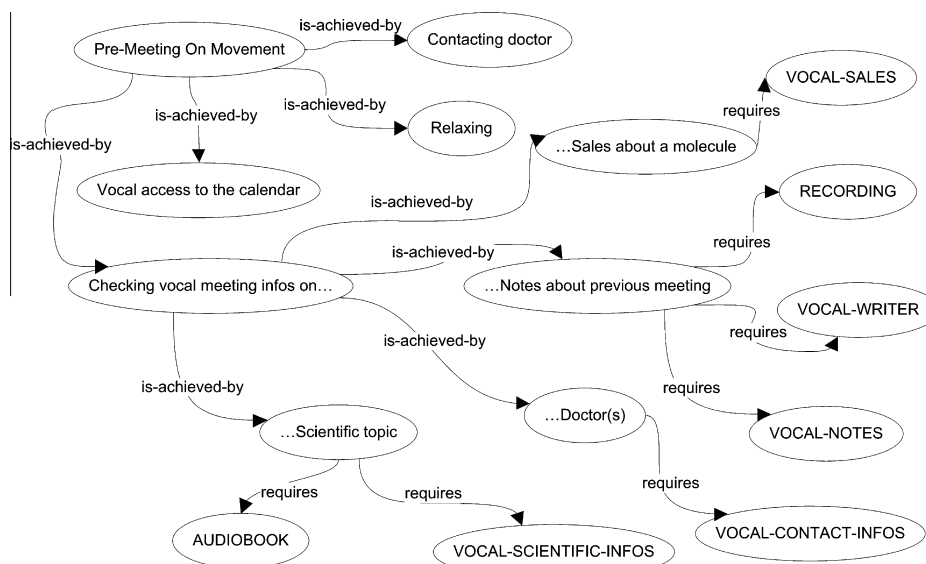 is-achieved-by
Pre-Meeting On Movement
Contacting doctor
VOCAL-SALES
is-achieved-by
is-achieved-by
requires
is-achieved-by
Relaxing
…Sales about a molecule
Vocal access to the calendar
RECORDING
is-achieved-by
requires
is-achieved-by
Checking vocal meeting infos on…
…Notes about previous meeting
VOCAL-WRITER
requires
is-achieved-by
is-achieved-by
requires
…Doctor(s)
…Scientific topic
VOCAL-NOTES
requires
requires
requires
AUDIOBOOK
VOCAL-SCIENTIFIC-INFOS
VOCAL-CONTACT-INFOS